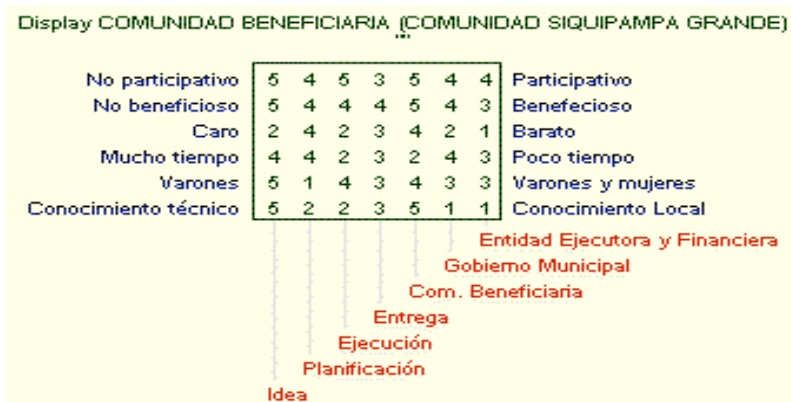 Display COMUNIDAD BENEFICIARIA (COMUNIDAD SIQUIPAMPA GRANDE)
No participativo 5 4 5 3 5 4 4 Participativo
No beneficioso 5 4 4 4 5 4 3 Benefecioso
Caro 2 4 2 3 4 2 1 Barato
Mucho tiempo 4 4 2 3 2 4 3 Poco tiempo
Varones 5 1 4 3 4 3 3 Varones y mujeres
Conocimiento técnico 5 2 2 3 5 1 1 Conocimiento Local
Entidad Ejecutora y Financiera
Gobierno Municipal
Com. Beneficiaria
Entrega
Ejecución
Planificación
Idea